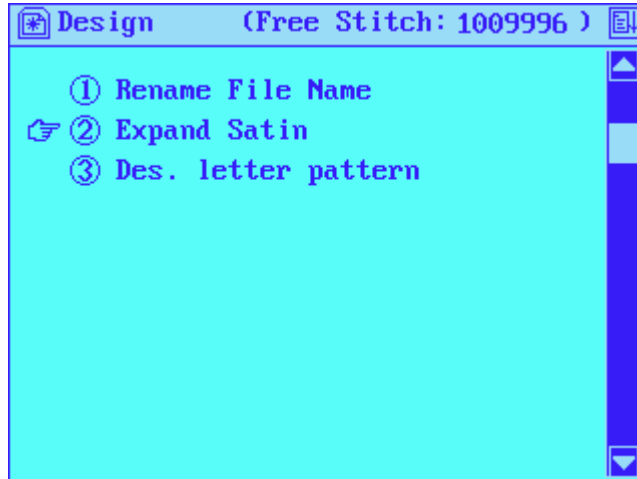 Design (Free Stitch: 1009996 )
① Rename File Name
② Expand Satin
③ Des. letter pattern